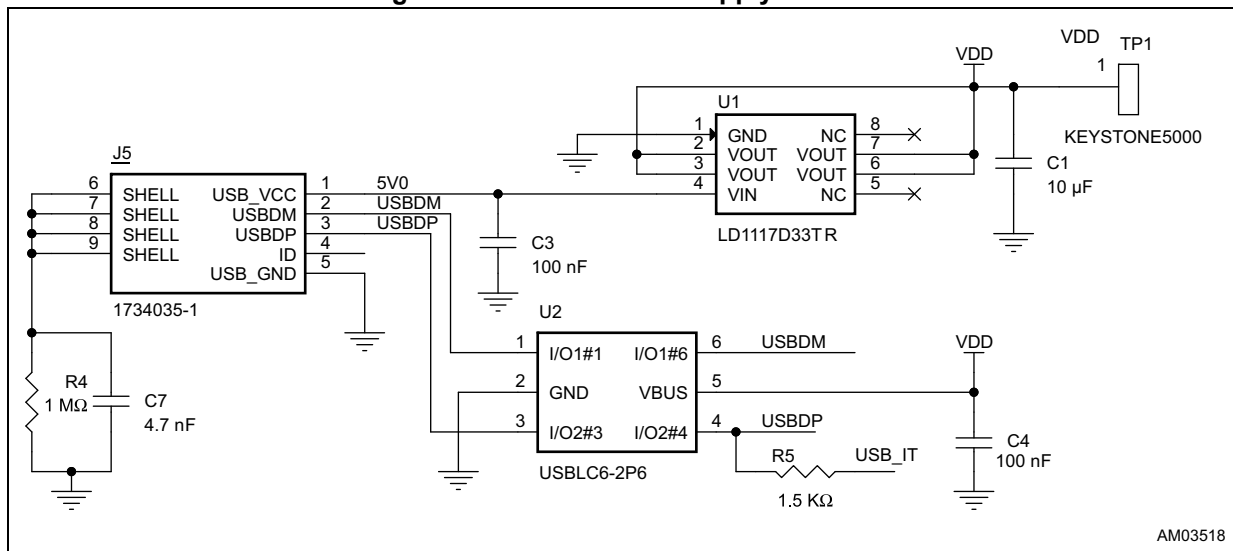 VDD
VDD
TP1
1
KEYSTONE5000
C1
10 µF
U1
1 GND NC 8
2 VOUT VOUT 7
3 VOUT VOUT 6
4 VIN NC 5
LD1117D33TR
J5
6 SHELL USB_VCC 1 5V0
7 SHELL USBDM 2 USBDM
8 SHELL USBDP 3 USBDP
9 SHELL ID 4
USB_GND 5
1734035-1
C3
100 nF
U2
1 I/O1#1 I/O1#6 6 USBDM
2 GND VBUS 5
3 I/O2#3 I/O2#4 4 USBDP
USBLC6-2P6
VDD
C4
100 nF
R5
USB_IT
1.5 KΩ
R4
1 MΩ
C7
4.7 nF
AM03518